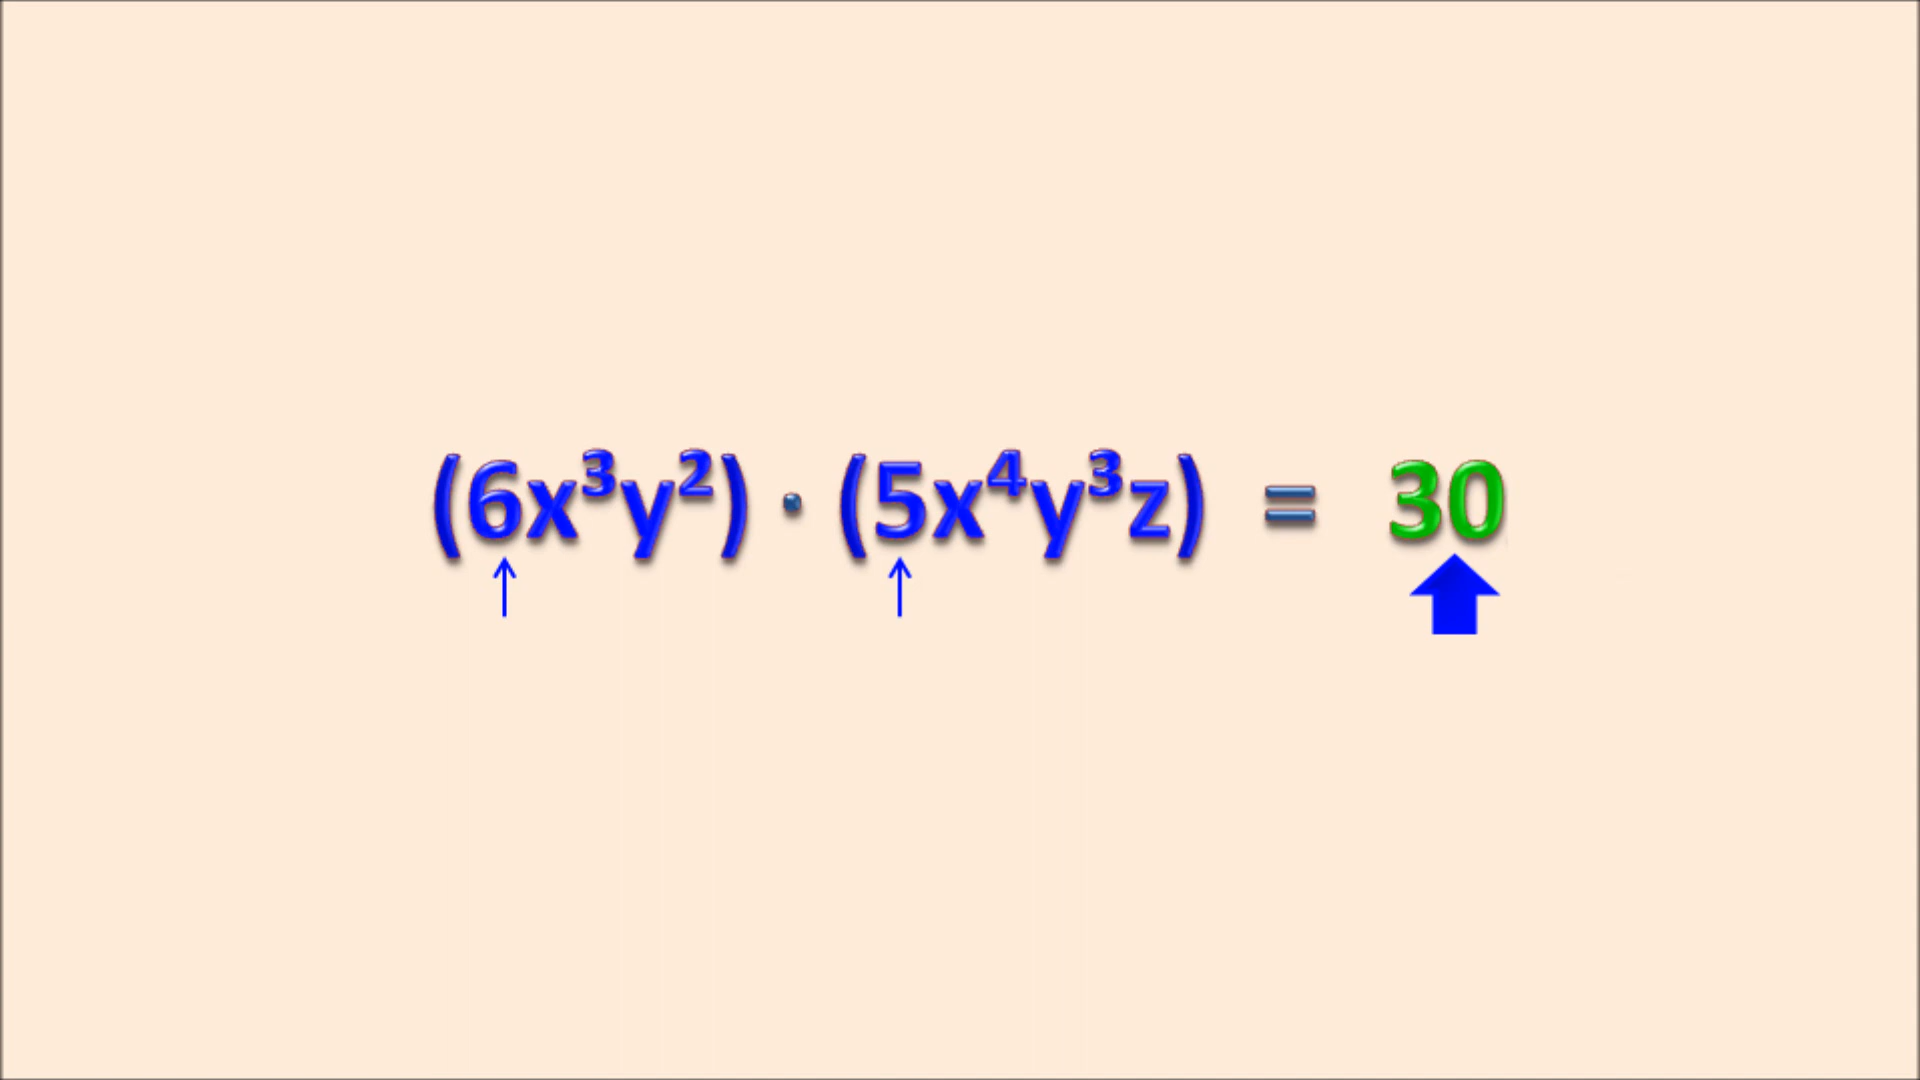 (6x³y²) · (5x⁴y³z) = 30